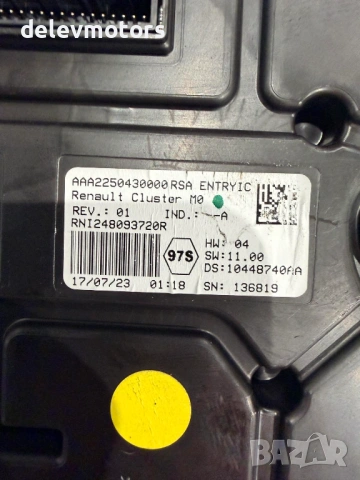 delevmotors
AAA2250430000RSA ENTRYIC
Renault Cluster M0
REV.: 01 IND.: --A
RNI248093720R
97S
HW: 04
SW:11.00
DS:10448740AA
17/07/23 01:18 SN: 136819
BAZAR
bg